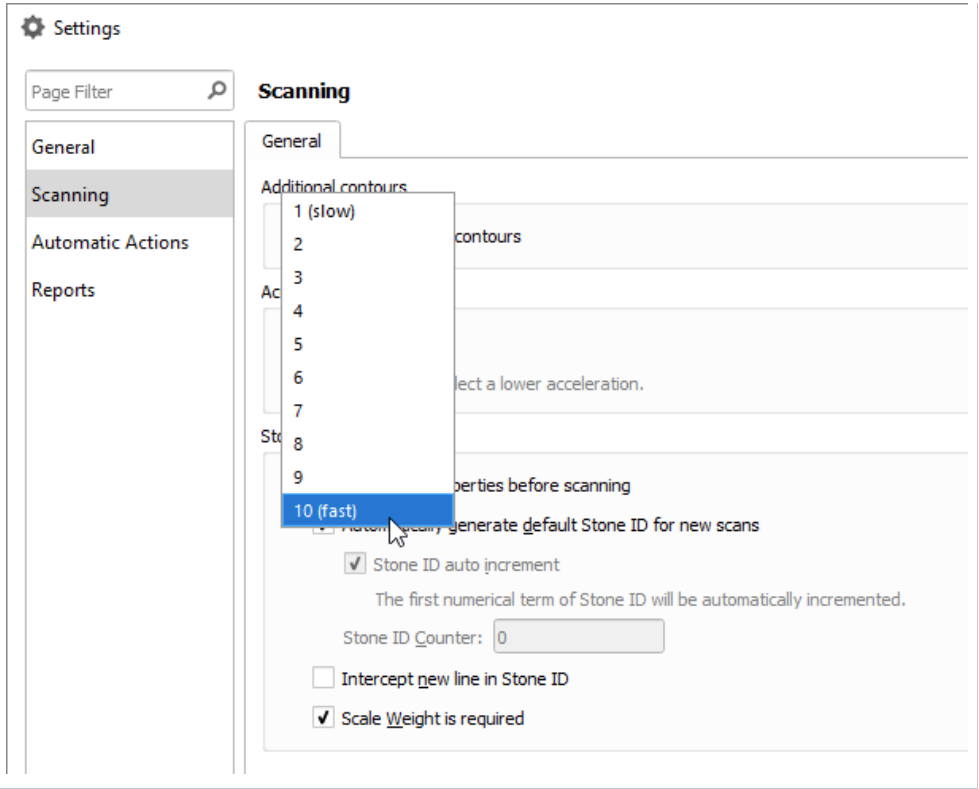 Settings
Page Filter
Scanning
General
Scanning
Automatic Actions
Reports
General
Additional contours
1 (slow)
2
contours
3
Ac
4
5
6
lect a lower acceleration.
7
Sto
8
9
perties before scanning
10 (fast)
Automatically generate default Stone ID for new scans
Stone ID auto increment
The first numerical term of Stone ID will be automatically incremented.
Stone ID Counter: 0
Intercept new line in Stone ID
Scale Weight is required